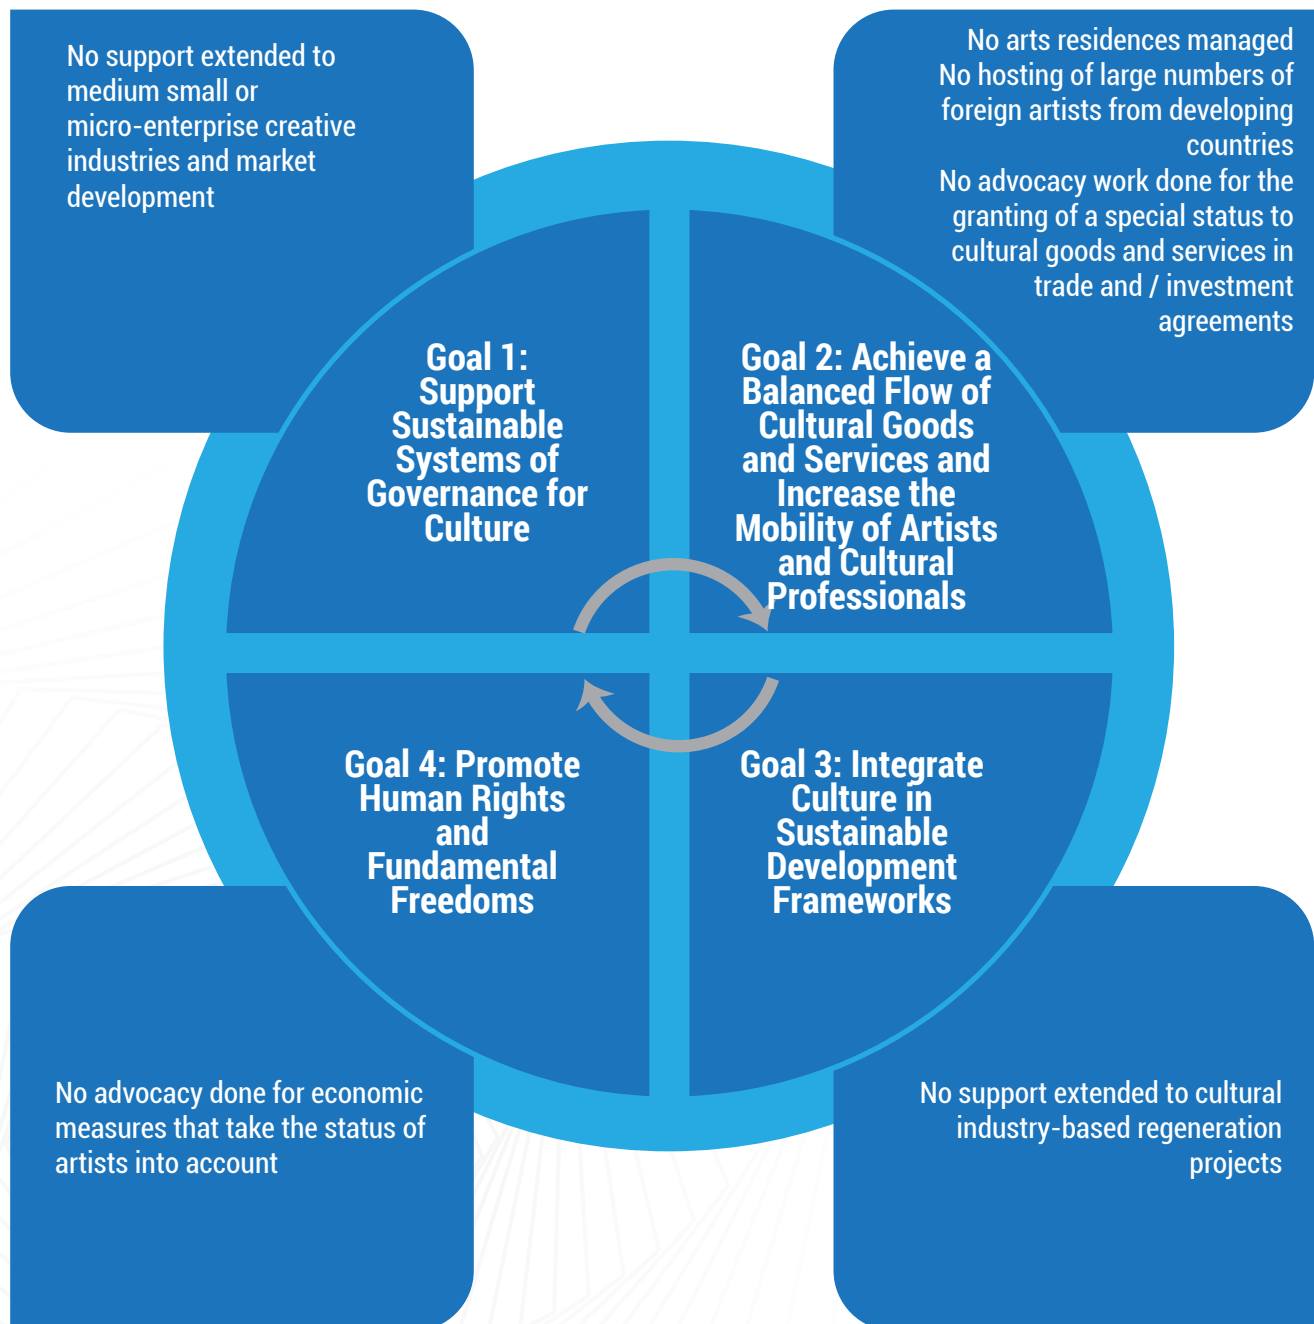 No support extended to
medium small or
micro-enterprise creative
industries and market
development
No arts residences managed
No hosting of large numbers of
foreign artists from developing
countries
No advocacy work done for the
granting of a special status to
cultural goods and services in
trade and / investment
agreements
Goal 1:
Support
Sustainable
Systems of
Governance for
Culture
Goal 2: Achieve a
Balanced Flow of
Cultural Goods
and Services and
Increase the
Mobility of Artists
and Cultural
Professionals
Goal 4: Promote
Human Rights
and
Fundamental
Freedoms
Goal 3: Integrate
Culture in
Sustainable
Development
Frameworks
No advocacy done for economic
measures that take the status of
artists into account
No support extended to cultural
industry-based regeneration
projects